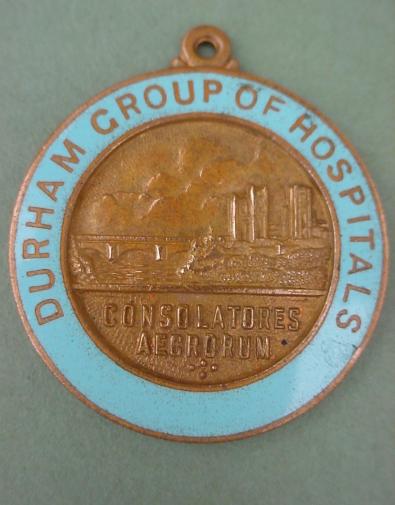 DURHAM GROUP OF HOSPITALS
CONSOLATORES
AEGRORUM